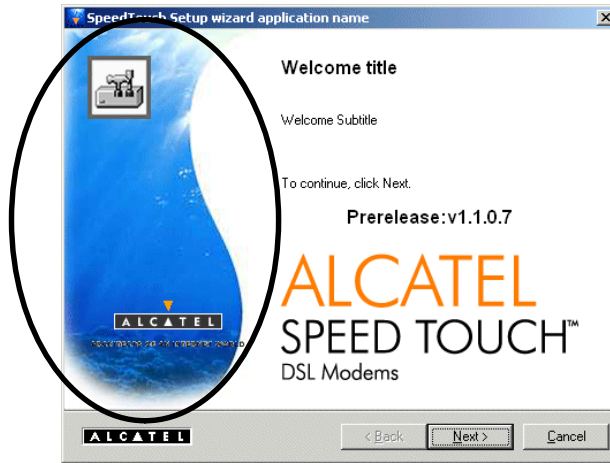 SpeedTouch Setup wizard application name
Welcome title
Welcome Subtitle
To continue, click Next.
Prerelease:v1.1.0.7
ALCATEL
SPEED TOUCH™
DSL Modems
ALCATEL
ALCATEL
< Back
Next >
Cancel